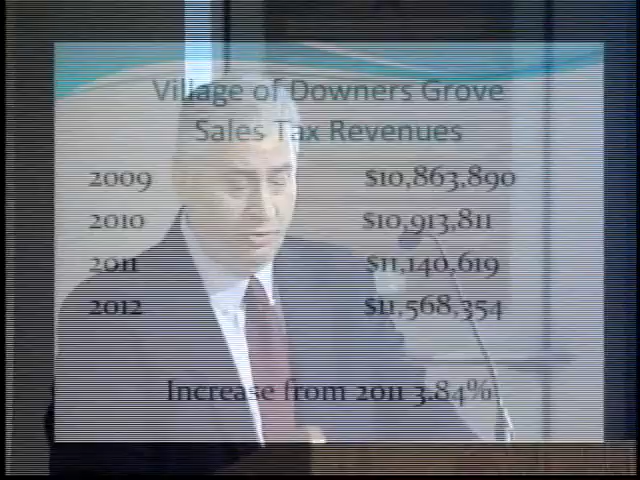 Village of Downers Grove
Sales Tax Revenues
2009 $10,863,890
2010 $10,913,811
2011 $11,140,619
2012 $11,568,354
Increase from 2011 3.84%